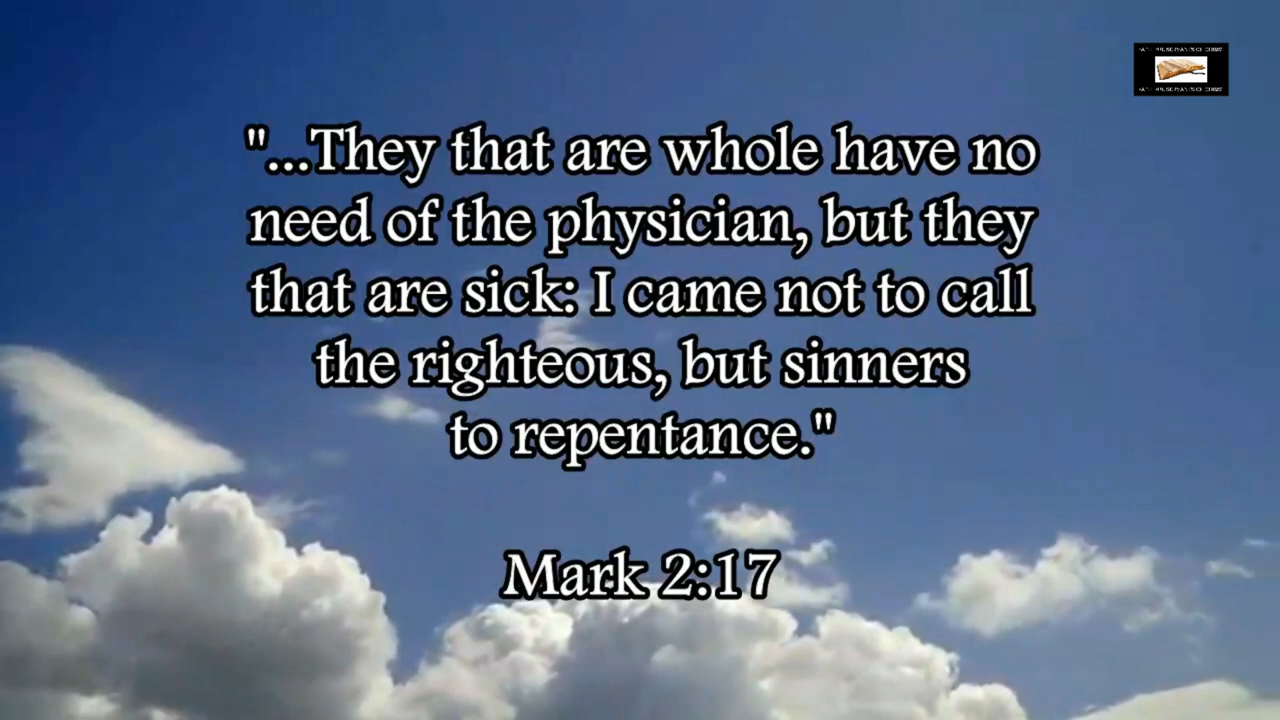 "...They that are whole have no
need of the physician, but they
that are sick: I came not to call
the righteous, but sinners
to repentance."
Mark 2:17